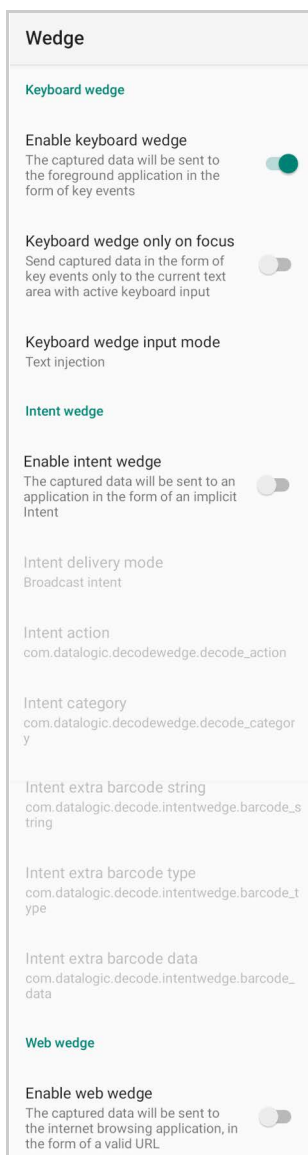 Wedge
Keyboard wedge
Enable keyboard wedge
The captured data will be sent to
the foreground application in the
form of key events
Keyboard wedge only on focus
Send captured data in the form of
key events only to the current text
area with active keyboard input
Keyboard wedge input mode
Text injection
Intent wedge
Enable intent wedge
The captured data will be sent to an
application in the form of an implicit
Intent
Intent delivery mode
Broadcast intent
Intent action
com.datalogic.decodewedge.decode_action
Intent category
com.datalogic.decodewedge.decode_categor
y
Intent extra barcode string
com.datalogic.decode.intentwedge.barcode_s
tring
Intent extra barcode type
com.datalogic.decode.intentwedge.barcode_t
ype
Intent extra barcode data
com.datalogic.decode.intentwedge.barcode_
data
Web wedge
Enable web wedge
The captured data will be sent to
the internet browsing application, in
the form of a valid URL